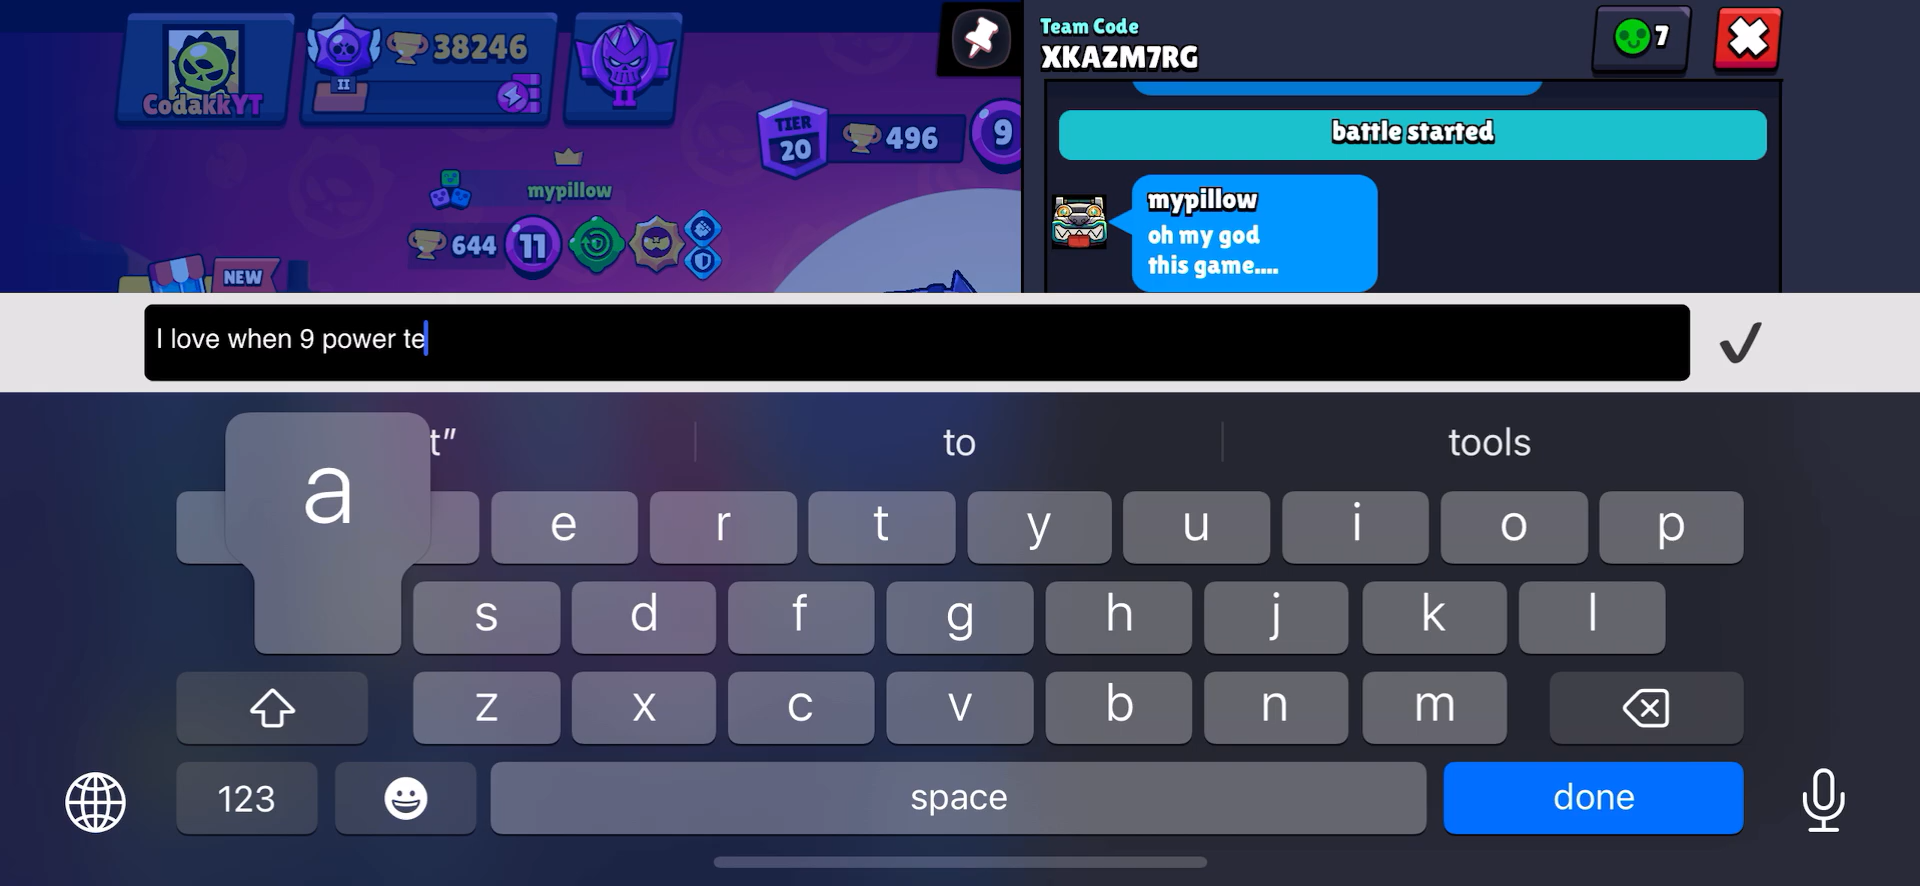 CodakkYT
38246
II
II
Team Code
XKAZM7RG
7
TIER
20
496
9
battle started
mypillow
644
11
NEW
mypillow
oh my god
this game....
I love when 9 power te
t”
to
tools
a
e
r
t
y
u
i
o
p
s
d
f
g
h
j
k
l
z
x
c
v
b
n
m
123
space
done